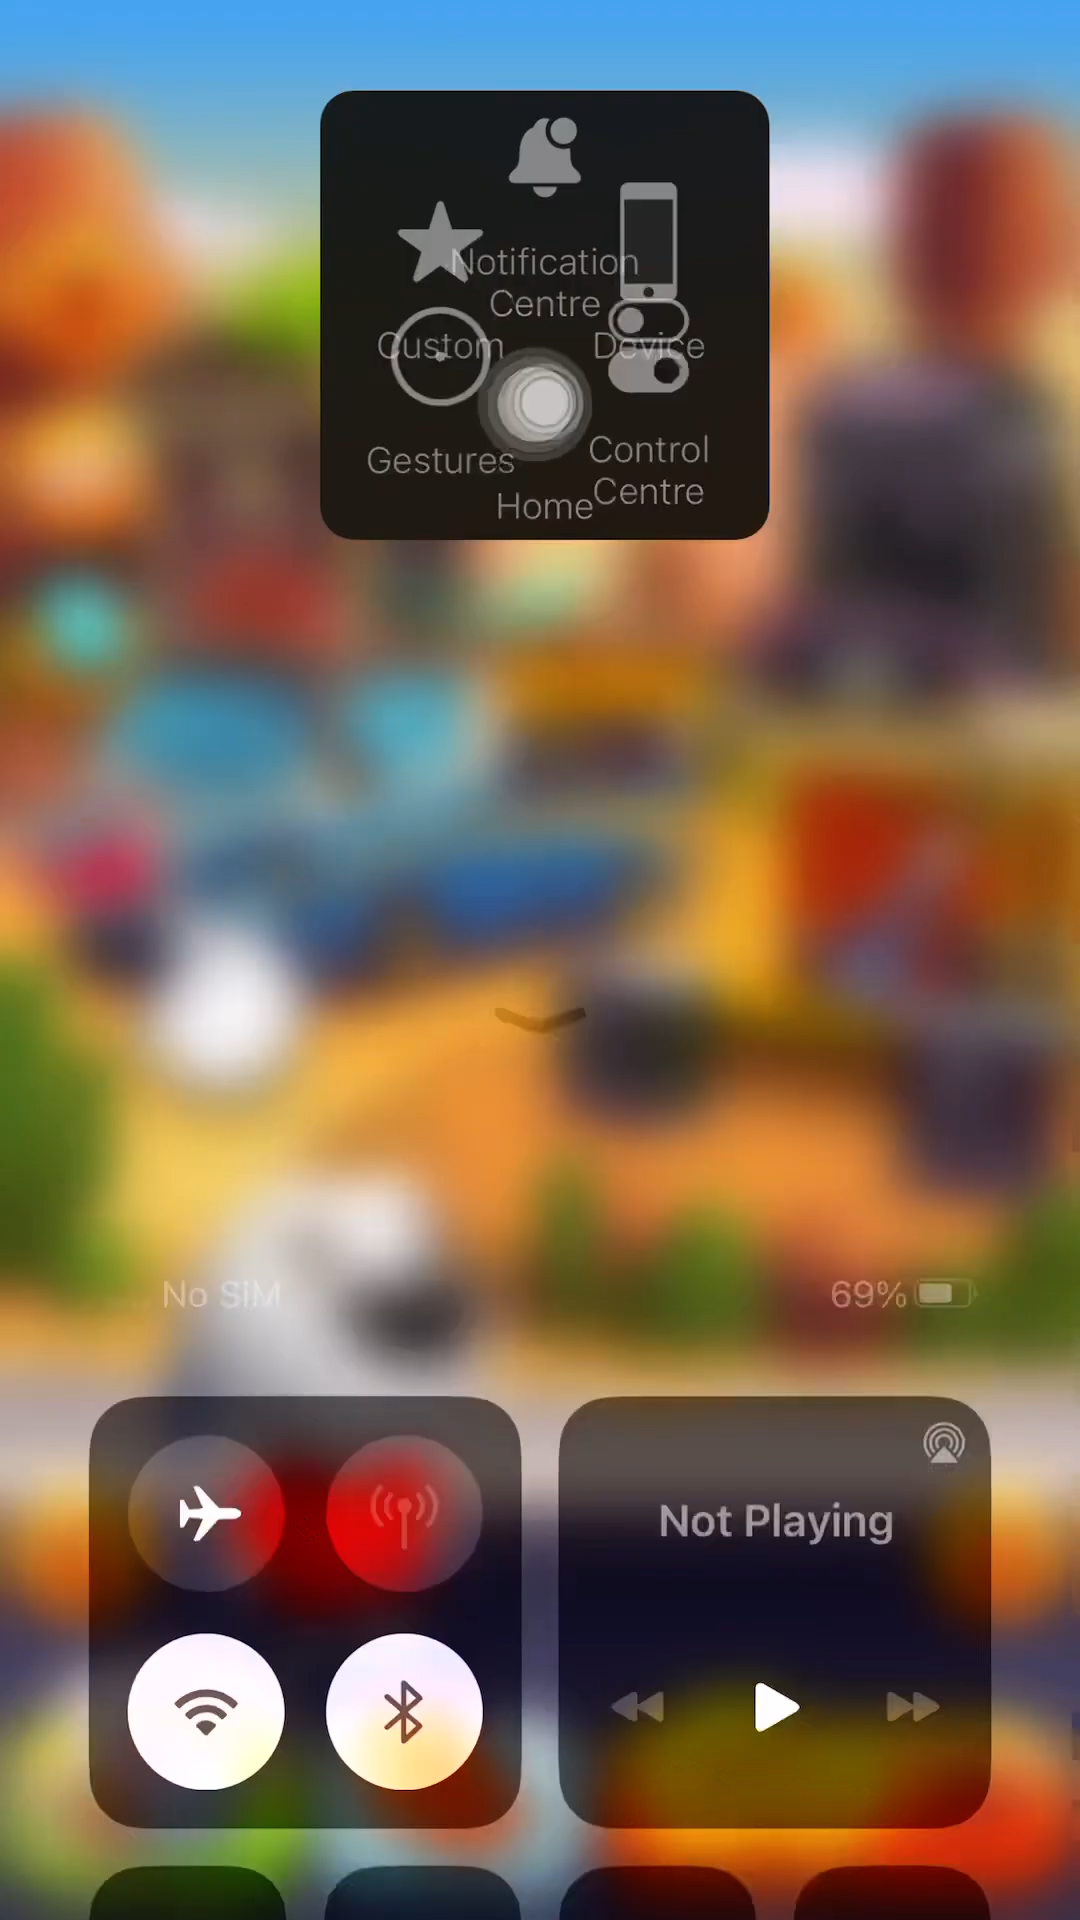 Notification
Centre
Custom
Device
Gestures
Control
Centre
Home
No SIM
69%
Not Playing